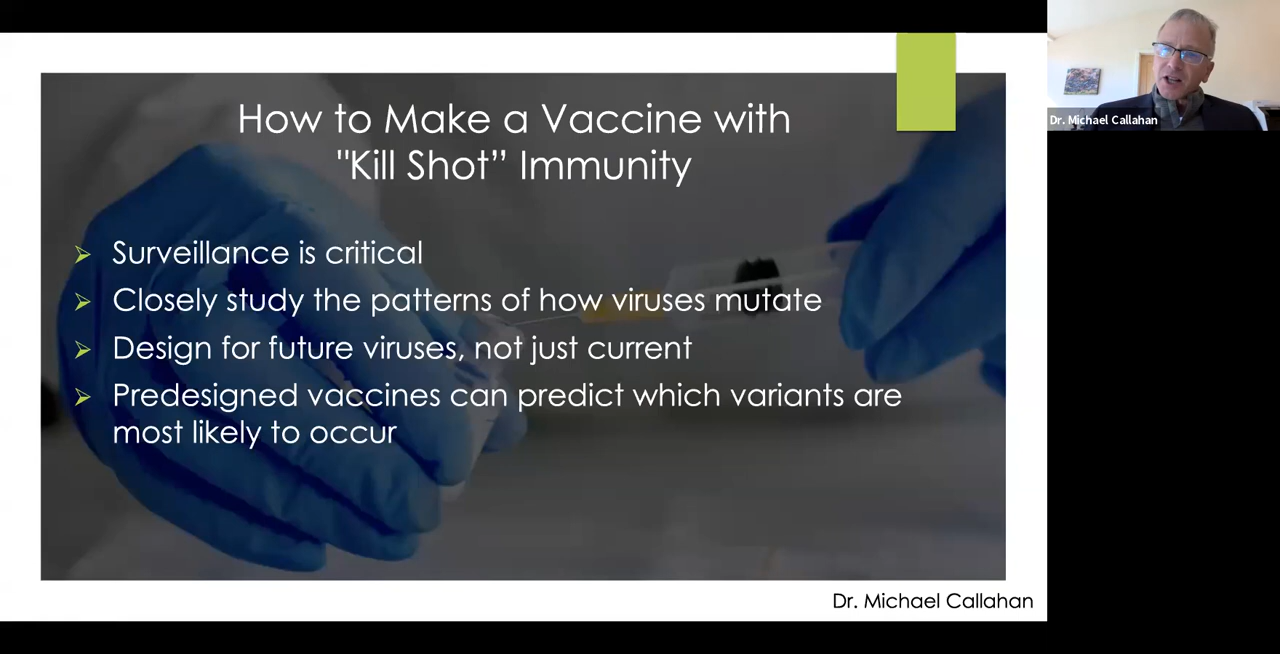 How to Make a Vaccine with
"Kill Shot” Immunity
Surveillance is critical
Closely study the patterns of how viruses mutate
Design for future viruses, not just current
Predesigned vaccines can predict which variants are
most likely to occur
Dr. Michael Callahan
Dr. Michael Callahan